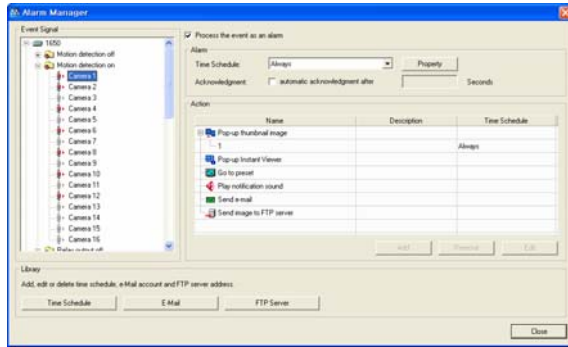 Alarm Manager
Event Signal
1650
Motion detection off
Motion detection on
Camera 1
Camera 2
Camera 3
Camera 4
Camera 5
Camera 6
Camera 7
Camera 8
Camera 9
Camera 10
Camera 11
Camera 12
Camera 13
Camera 14
Camera 15
Camera 16
Relay output off
Process the event as an alarm
Alarm
Time Schedule: Always Property
Acknowledgment: automatic acknowledgment after Seconds
Action
Name Description Time Schedule
Pop-up thumbnail image
1 Always
Pop-up Instant Viewer
Go to preset
Play notification sound
Send e-mail
Send image to FTP server
Add Edit
Library
Add, edit or delete time schedule, e-Mail account and FTP server address.
Time Schedule E-Mail FTP Server
Close